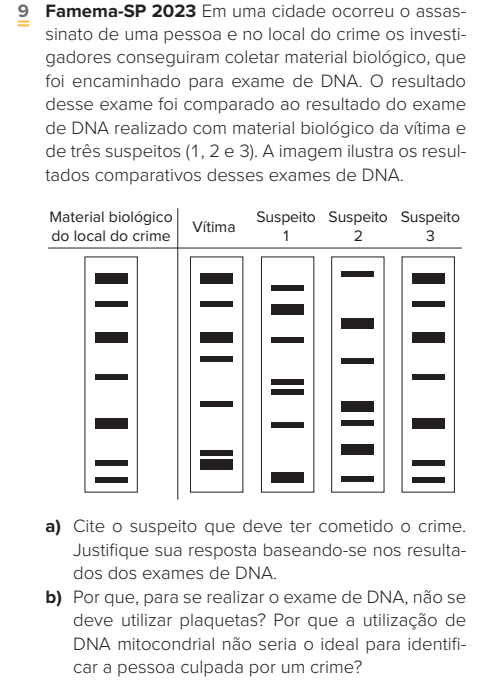 9 Famema-SP 2023 Em uma cidade ocorreu o assas-
sinato de uma pessoa e no local do crime os investi-
gadores conseguiram coletar material biológico, que
foi encaminhado para exame de DNA. O resultado
desse exame foi comparado ao resultado do exame
de DNA realizado com material biológico da vítima e
de três suspeitos (1, 2 e 3). A imagem ilustra os resul-
tados comparativos desses exames de DNA.
Material biológico
do local do crime
Vítima
Suspeito
1
Suspeito
2
Suspeito
3
a) Cite o suspeito que deve ter cometido o crime.
Justifique sua resposta baseando-se nos resulta-
dos dos exames de DNA.
b) Por que, para se realizar o exame de DNA, não se
deve utilizar plaquetas? Por que a utilização de
DNA mitocondrial não seria o ideal para identifi-
car a pessoa culpada por um crime?